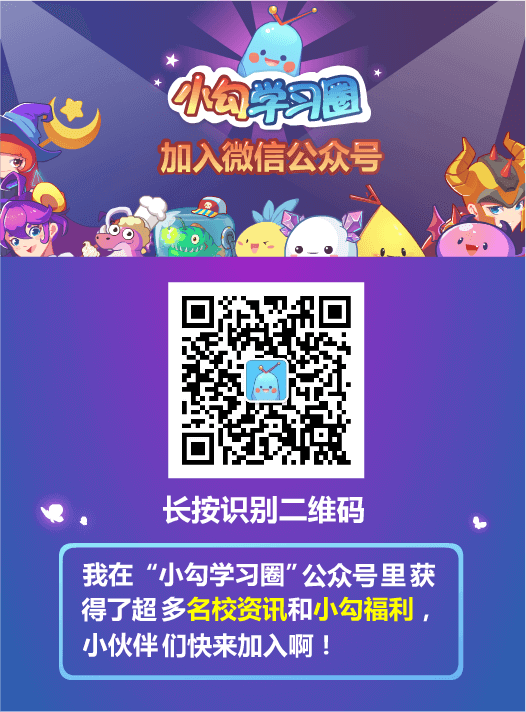 小勾学习圈
加入微信公众号
长按识别二维码
我在“小勾学习圈”公众号里获
得了超多名校资讯和小勾福利，
小伙伴们快来加入啊！